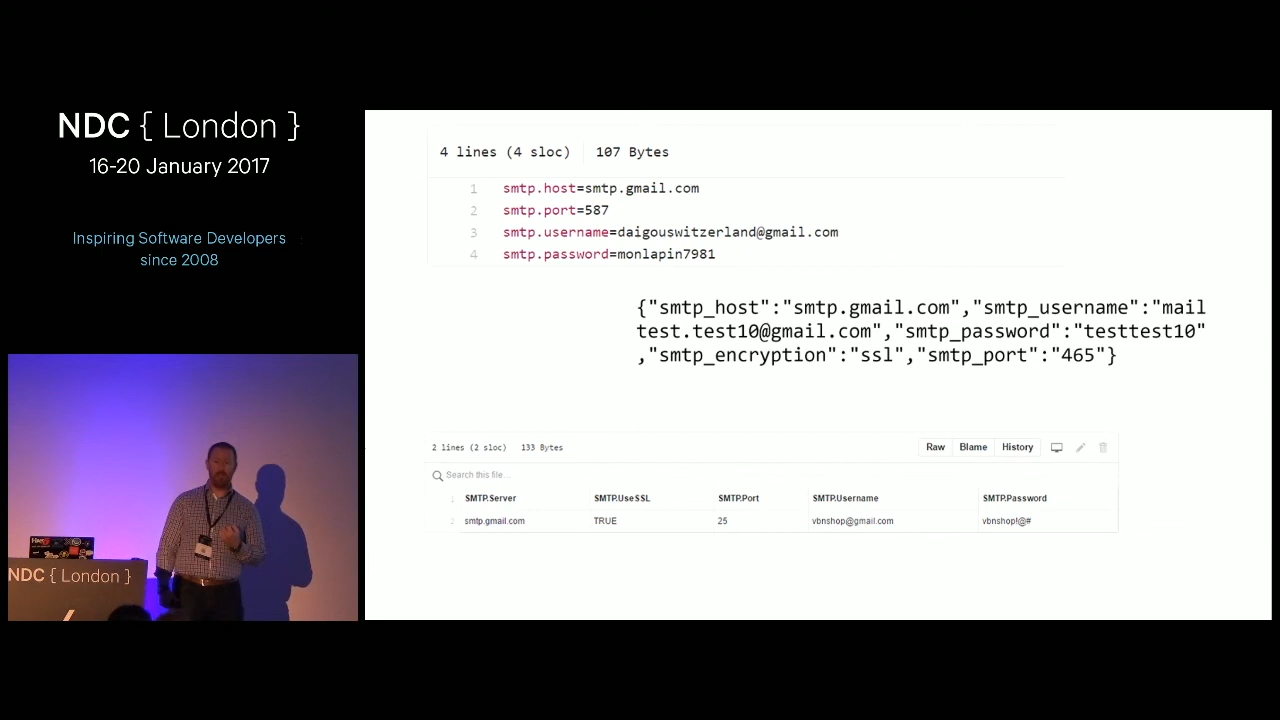 NDC { London }
16-20 January 2017
Inspiring Software Developers
since 2008
4 lines (4 sloc) 107 Bytes
1 smtp.host=smtp.gmail.com
2 smtp.port=587
3 smtp.username=daigouswitzerland@gmail.com
4 smtp.password=monlapin7981
{"smtp_host":"smtp.gmail.com","smtp_username":"mail
test.test10@gmail.com","smtp_password":"testtest10"
,"smtp_encryption":"ssl","smtp_port":"465"}
2 lines (2 sloc) 133 Bytes Raw Blame History
Search this file...
1 SMTP.Server SMTP.UseSSL SMTP.Port SMTP.Username SMTP.Password
2 smtp.gmail.com TRUE 25 vbnshop@gmail.com vbnshop!@#
NDC { London }